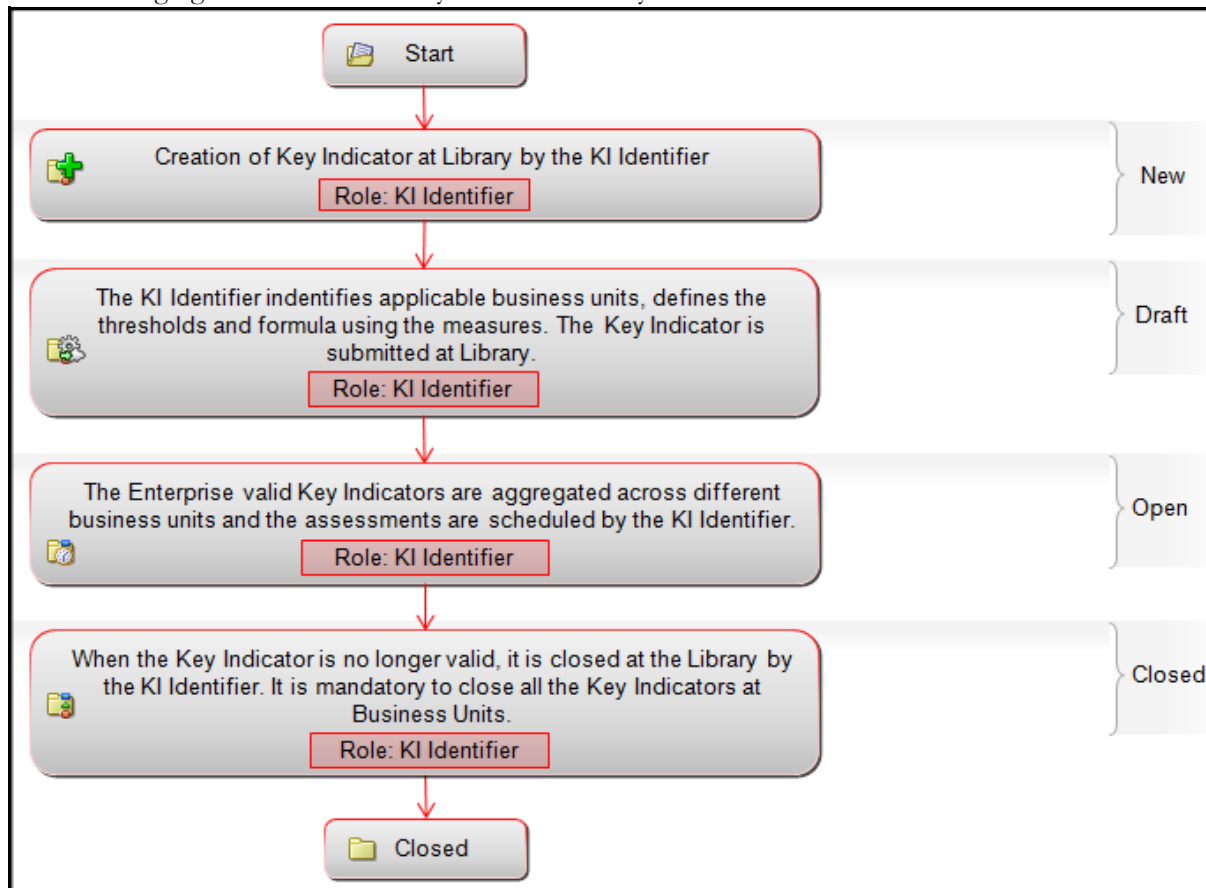 Start
Creation of Key Indicator at Library by the KI Identifier
Role: KI Identifier
New
The KI Identifier indentifies applicable business units, defines the
thresholds and formula using the measures. The Key Indicator is
submitted at Library.
Role: KI Identifier
Draft
The Enterprise valid Key Indicators are aggregated across different
business units and the assessments are scheduled by the KI Identifier.
Role: KI Identifier
Open
When the Key Indicator is no longer valid, it is closed at the Library by
the KI Identifier. It is mandatory to close all the Key Indicators at
Business Units.
Role: KI Identifier
Closed
Closed